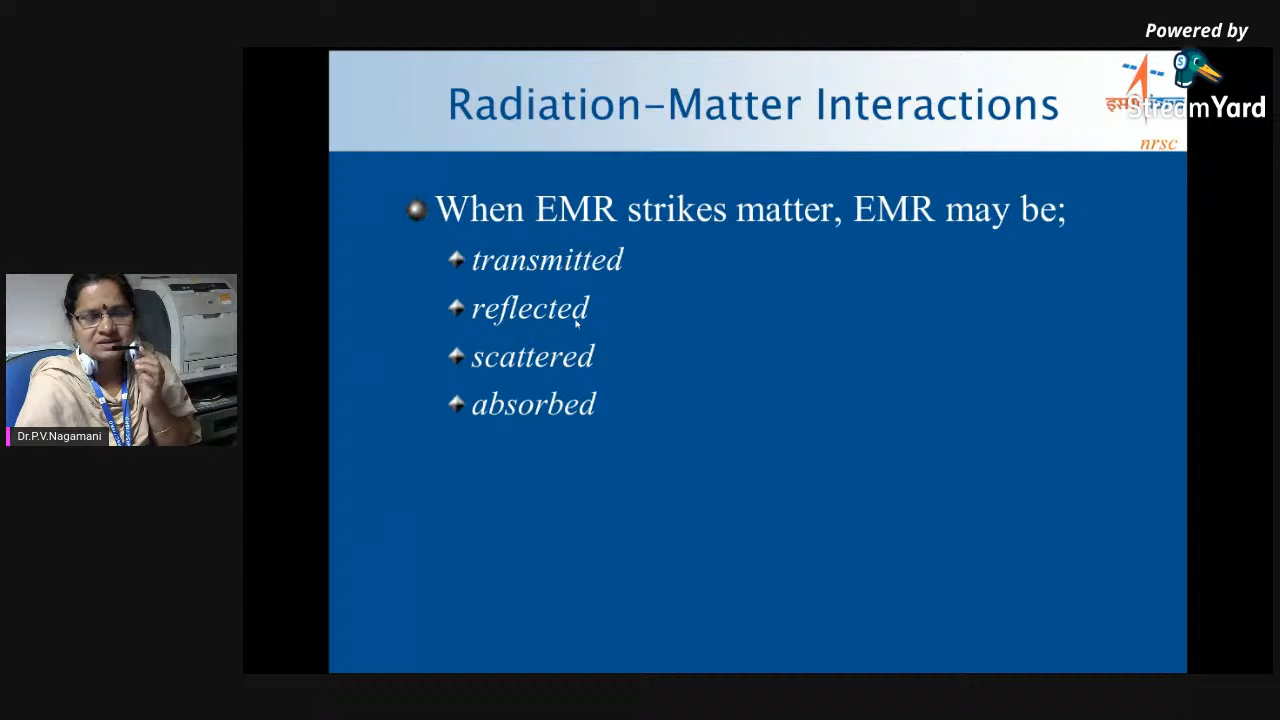 Powered by
StreamYard
Radiation-Matter Interactions
nrsc
When EMR strikes matter, EMR may be;
transmitted
reflected
scattered
absorbed
Dr.P.V.Nagamani